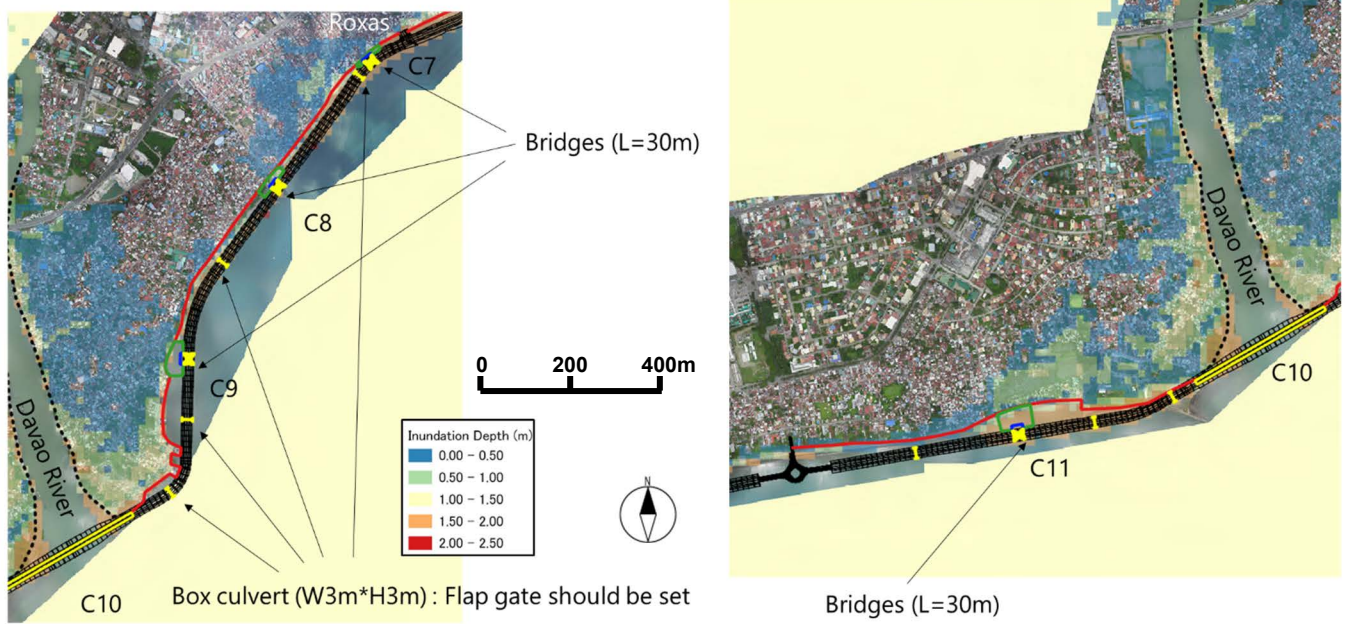 Roxas
C7
Bridges (L=30m)
C8
C9
0 200 400m
Inundation Depth (m)
0.00 - 0.50
0.50 - 1.00
1.00 - 1.50
1.50 - 2.00
2.00 - 2.50
N
Davao River
C10
Box culvert (W3m*H3m) : Flap gate should be set
Davao River
C10
C11
Bridges (L=30m)